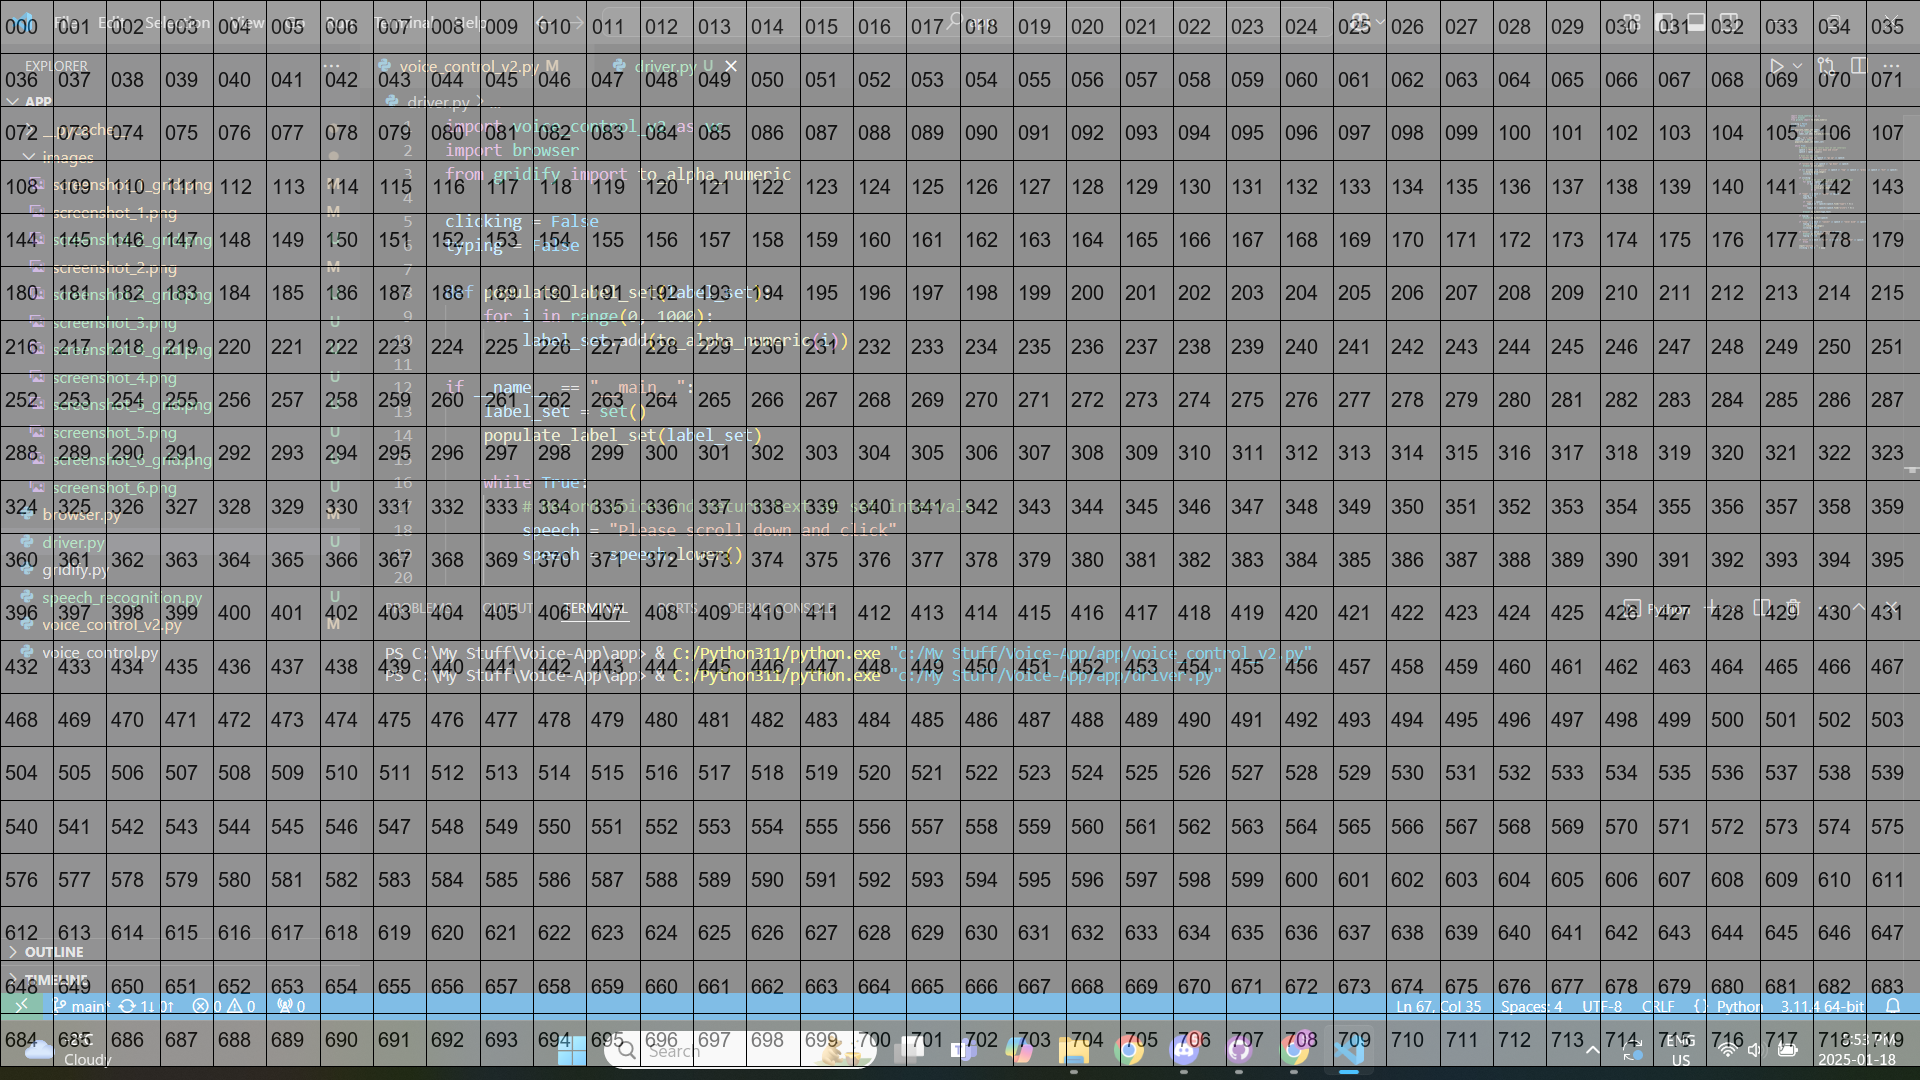 File Edit Selection View Go Run Terminal Help app
000 001 002 003 004 005 006 007 008 009 010 011 012 013 014 015 016 017 018 019 020 021 022 023 024 025 026 027 028 029 030 031 032 033 034 035
EXPLORER ... voice_control_v2.py M driver.py U
036 037 038 039 040 041 042 043 044 045 046 047 048 049 050 051 052 053 054 055 056 057 058 059 060 061 062 063 064 065 066 067 068 069 070 071
APP driver.py > ...
__pycache__ import voice_control_v2 as vc
072 073 074 075 076 077 078 079 080 081 082 083 084 085 086 087 088 089 090 091 092 093 094 095 096 097 098 099 100 101 102 103 104 105 106 107
images 2 import browser
screenshot_0_grid.png M 3 from gridify import to_alpha_numeric
108 109 110 111 112 113 114 115 116 117 118 119 120 121 122 123 124 125 126 127 128 129 130 131 132 133 134 135 136 137 138 139 140 141 142 143
4
screenshot_1.png M 5 clicking = False
screenshot_1_grid.png 6 typing = False
144 145 146 147 148 149 150 151 152 153 154 155 156 157 158 159 160 161 162 163 164 165 166 167 168 169 170 171 172 173 174 175 176 177 178 179
screenshot_2.png M 7
screenshot_2_grid.png 8 def populate_label_set(label_set):
180 181 182 183 184 185 186 187 188 189 190 191 192 193 194 195 196 197 198 199 200 201 202 203 204 205 206 207 208 209 210 211 212 213 214 215
screenshot_3.png U 9 for i in range(0, 1000):
screenshot_3_grid.png 10 label_set.add(to_alpha_numeric(i))
216 217 218 219 220 221 222 223 224 225 226 227 228 229 230 231 232 233 234 235 236 237 238 239 240 241 242 243 244 245 246 247 248 249 250 251
11
screenshot_4.png U 12 if __name__ == "__main__":
252 253 254 255 256 257 258 259 260 261 262 263 264 265 266 267 268 269 270 271 272 273 274 275 276 277 278 279 280 281 282 283 284 285 286 287
13 label_set = set()
screenshot_5.png U 14 populate_label_set(label_set)
screenshot_6_grid.png 15
288 289 290 291 292 293 294 295 296 297 298 299 300 301 302 303 304 305 306 307 308 309 310 311 312 313 314 315 316 317 318 319 320 321 322 323
screenshot_6.png U 16 while True:
324 325 326 327 328 329 330 331 332 333 334 335 336 337 338 339 340 341 342 343 344 345 346 347 348 349 350 351 352 353 354 355 356 357 358 359
browser.py M 18 speech = "Please scroll down and click"
driver.py U 19 speech = speech.lower()
360 361 362 363 364 365 366 367 368 369 370 371 372 373 374 375 376 377 378 379 380 381 382 383 384 385 386 387 388 389 390 391 392 393 394 395
gridify.py 20
speech_recognition.py U PROBLEMS OUTPUT TERMINAL PORTS DEBUG CONSOLE Python
396 397 398 399 400 401 402 403 404 405 406 407 408 409 410 411 412 413 414 415 416 417 418 419 420 421 422 423 424 425 426 427 428 429 430 431
voice_control_v2.py M
voice_control.py PS C:\My Stuff\Voice-App\app> & C:/Python311/python.exe "c:/My Stuff/Voice-App/app/voice_control_v2.py"
432 433 434 435 436 437 438 439 440 441 442 443 444 445 446 447 448 449 450 451 452 453 454 455 456 457 458 459 460 461 462 463 464 465 466 467
PS C:\My Stuff\Voice-App\app> & C:/Python311/python.exe "c:/My Stuff/Voice-App/app/driver.py"
468 469 470 471 472 473 474 475 476 477 478 479 480 481 482 483 484 485 486 487 488 489 490 491 492 493 494 495 496 497 498 499 500 501 502 503
504 505 506 507 508 509 510 511 512 513 514 515 516 517 518 519 520 521 522 523 524 525 526 527 528 529 530 531 532 533 534 535 536 537 538 539
540 541 542 543 544 545 546 547 548 549 550 551 552 553 554 555 556 557 558 559 560 561 562 563 564 565 566 567 568 569 570 571 572 573 574 575
576 577 578 579 580 581 582 583 584 585 586 587 588 589 590 591 592 593 594 595 596 597 598 599 600 601 602 603 604 605 606 607 608 609 610 611
612 613 614 615 616 617 618 619 620 621 622 623 624 625 626 627 628 629 630 631 632 633 634 635 636 637 638 639 640 641 642 643 644 645 646 647
OUTLINE
TIMELINE
648 649 650 651 652 653 654 655 656 657 658 659 660 661 662 663 664 665 666 667 668 669 670 671 672 673 674 675 676 677 678 679 680 681 682 683
main* 1↓ 0↑ 0 0 0 Ln 67, Col 35 Spaces: 4 UTF-8 CRLF {} Python 3.11.4 64-bit
684 685 686 687 688 689 690 691 692 693 694 695 696 697 698 699 700 701 702 703 704 705 706 707 708 709 710 711 712 713 714 715 716 717 718 719
Search ENG 8:53 PM
Cloudy US 2025-01-18